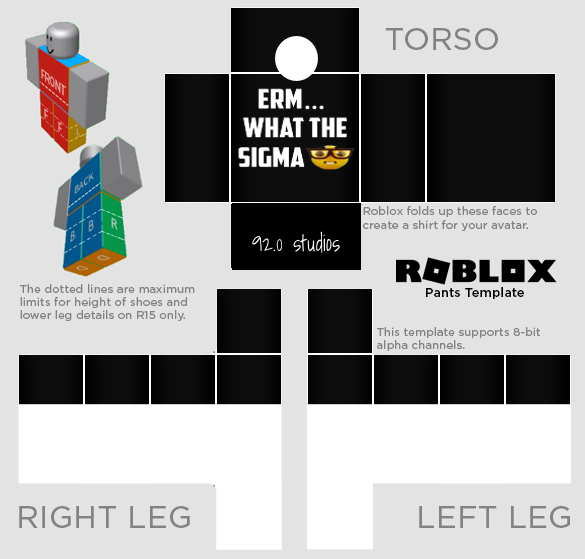 TORSO
FRONT
F F L
ERM...
WHAT THE
SIGMA
BACK
B B R
Roblox folds up these faces to
create a shirt for your avatar.
92.0 studios
ROBLOX
Pants Template
The dotted lines are maximum
limits for height of shoes and
lower leg details on R15 only.
This template supports 8-bit
alpha channels.
RIGHT LEG
LEFT LEG